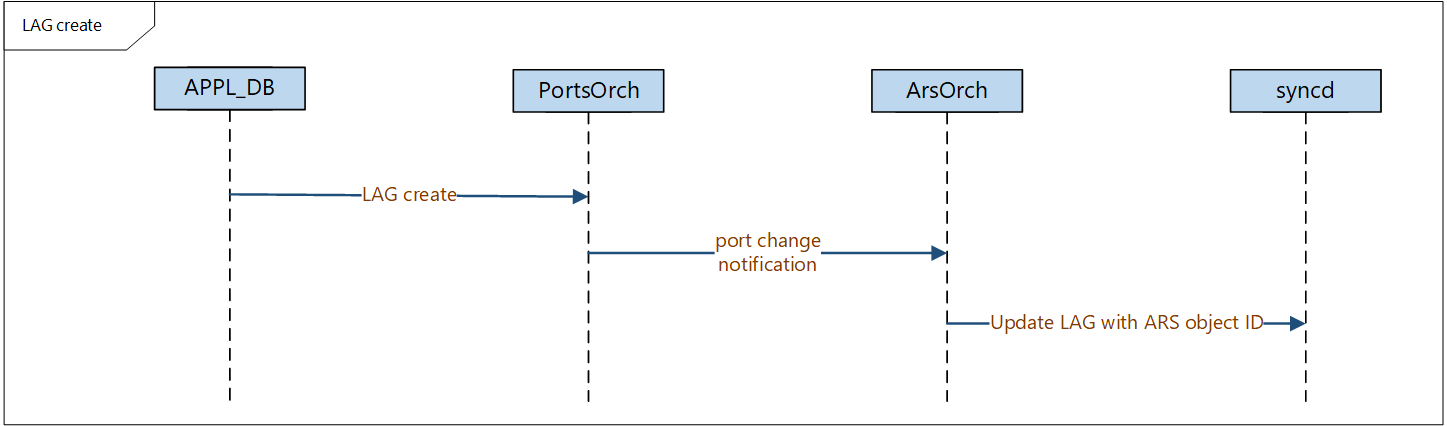 LAG create
APPL_DB
PortsOrch
ArsOrch
syncd
LAG create
port change
notification
Update LAG with ARS object ID